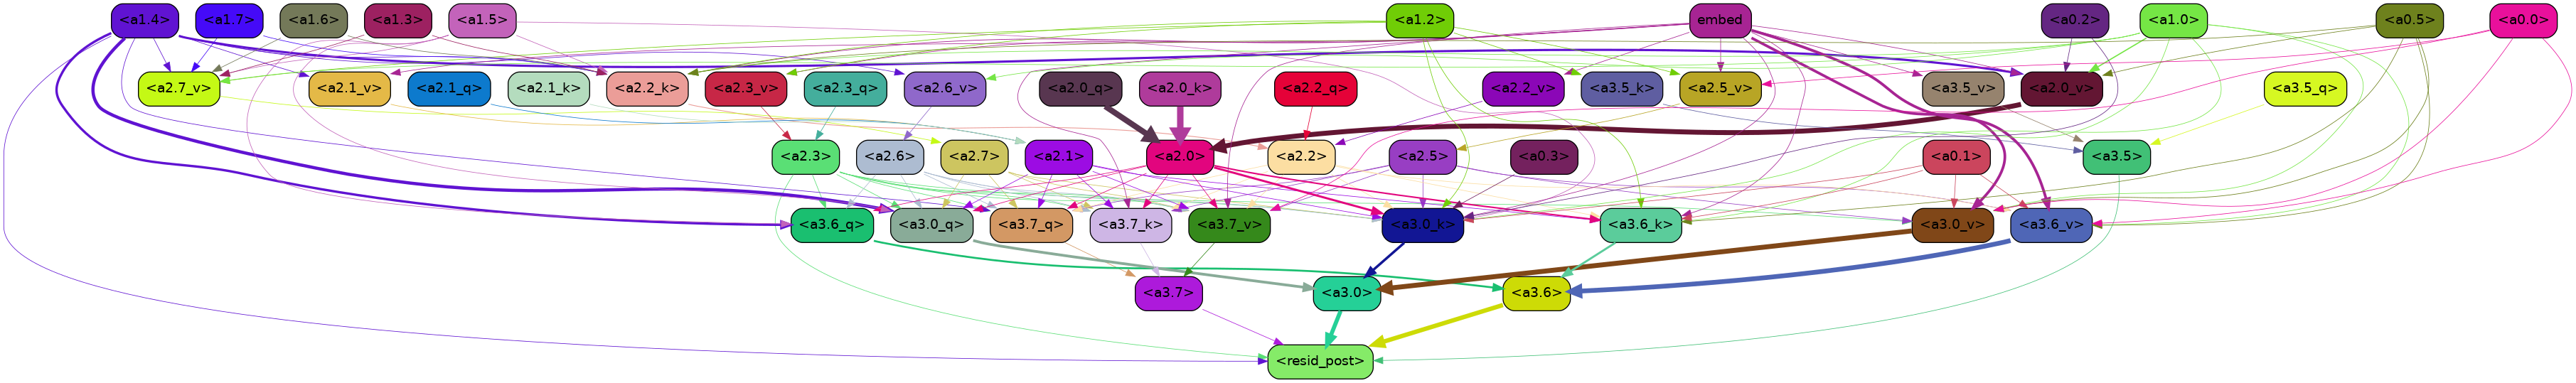 <a1.4> <a1.7> <a1.6> <a1.3> <a1.5> <a1.2> embed <a0.2> <a1.0> <a0.5> <a0.0>
<a2.7_v> <a2.1_v> <a2.1_q> <a2.1_k> <a2.2_k> <a2.3_v> <a2.3_q> <a2.6_v> <a2.0_q> <a2.0_k> <a2.2_q> <a2.2_v> <a3.5_k> <a2.5_v> <a3.5_v> <a2.0_v> <a3.5_q>
<a2.3> <a2.6> <a2.7> <a2.1> <a2.0> <a2.2> <a2.5> <a0.3> <a0.1> <a3.5>
<a3.6_q> <a3.0_q> <a3.7_q> <a3.7_k> <a3.7_v> <a3.0_k> <a3.6_k> <a3.0_v> <a3.6_v>
<a3.7> <a3.0> <a3.6>
<resid_post>